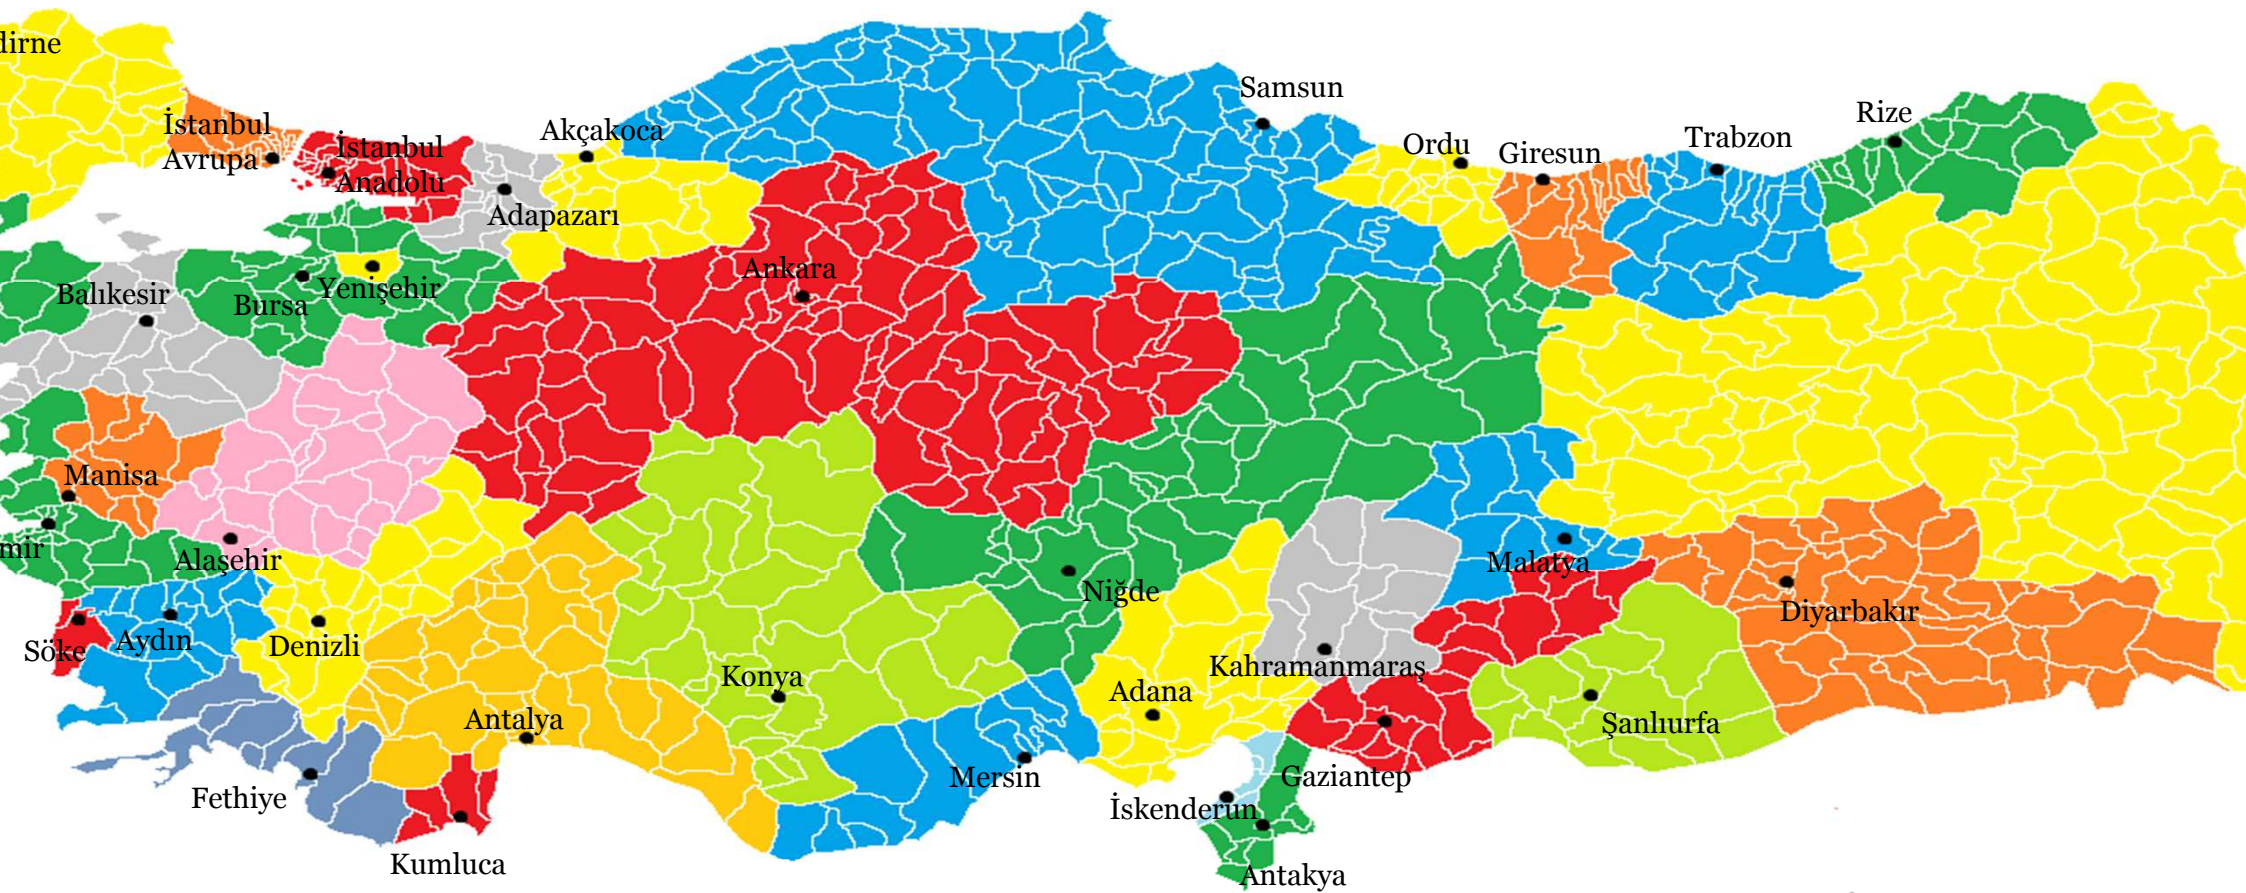 dirne
Samsun
İstanbul
Avrupa
İstanbul
Anadolu
Akçakoca
Ordu
Giresun
Trabzon
Rize
Adapazarı
Ankara
Balıkesir
Bursa
Yenişehir
Manisa
mir
Alaşehir
Malatya
Niğde
Diyarbakır
Söke
Aydın
Denizli
Konya
Adana
Kahramanmaraş
Antalya
Şanlıurfa
Fethiye
Mersin
Gaziantep
İskenderun
Kumluca
Antakya